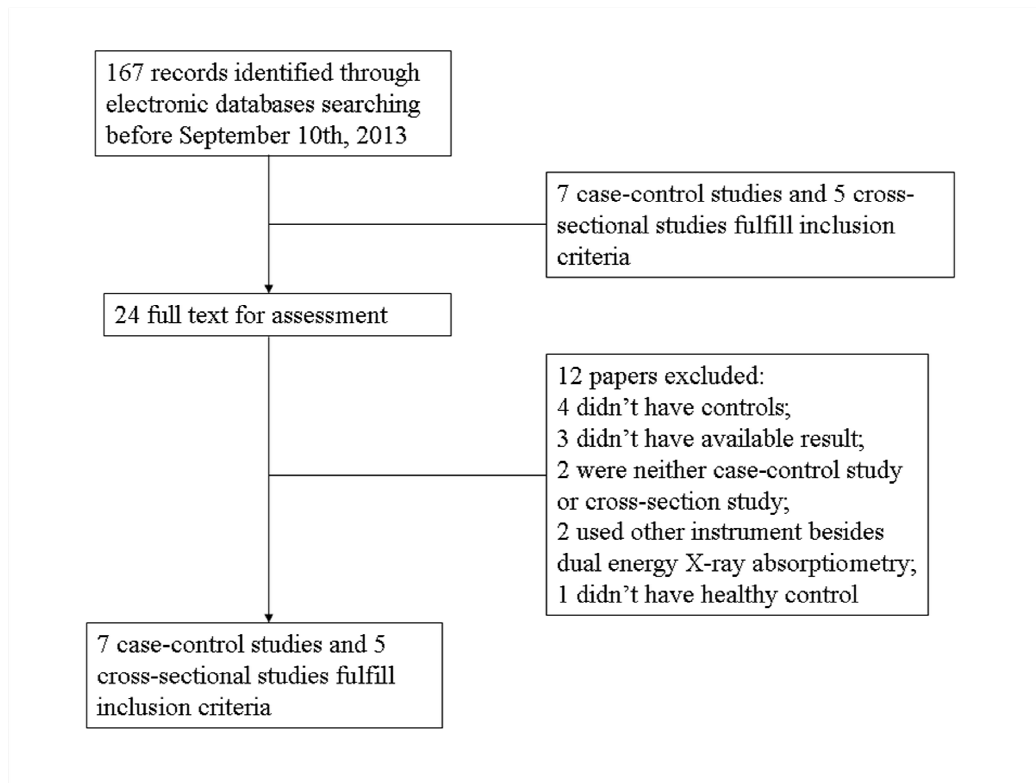 167 records identified through
electronic databases searching
before September 10th, 2013
7 case-control studies and 5 cross-
sectional studies fulfill inclusion
criteria
24 full text for assessment
12 papers excluded:
4 didn’t have controls;
3 didn’t have available result;
2 were neither case-control study
or cross-section study;
2 used other instrument besides
dual energy X-ray absorptiometry;
1 didn’t have healthy control
7 case-control studies and 5
cross-sectional studies fulfill
inclusion criteria